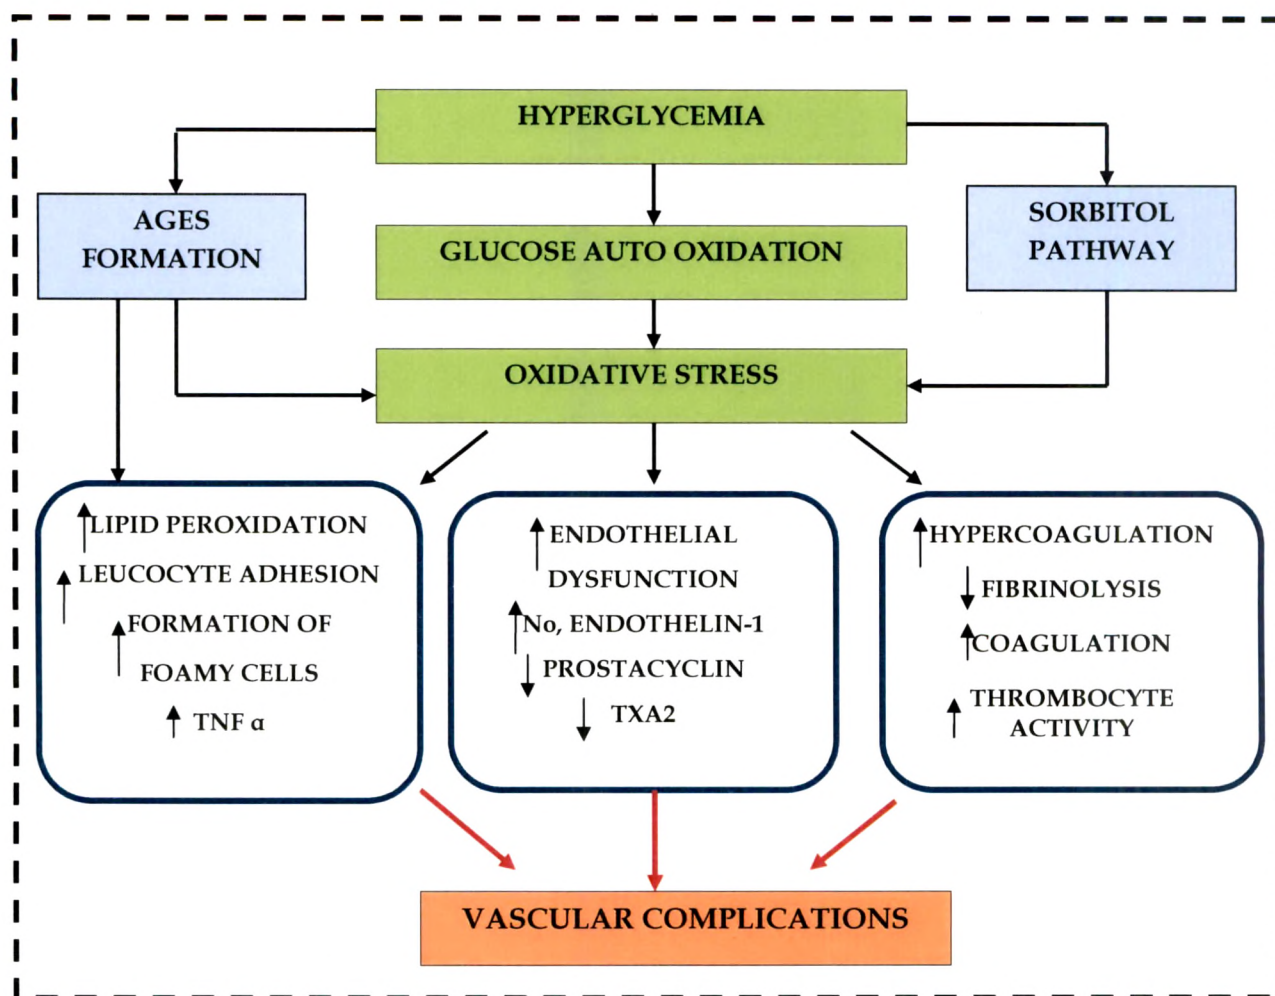 HYPERGLYCEMIA
AGES
FORMATION
GLUCOSE AUTO OXIDATION
SORBITOL
PATHWAY
OXIDATIVE STRESS
LIPID PEROXIDATION
LEUCOCYTE ADHESION
FORMATION OF
FOAMY CELLS
TNF α
ENDOTHELIAL
DYSFUNCTION
No, ENDOTHELIN-1
PROSTACYCLIN
TXA2
HYPERCOAGULATION
FIBRINOLYSIS
COAGULATION
THROMBOCYTE
ACTIVITY
VASCULAR COMPLICATIONS